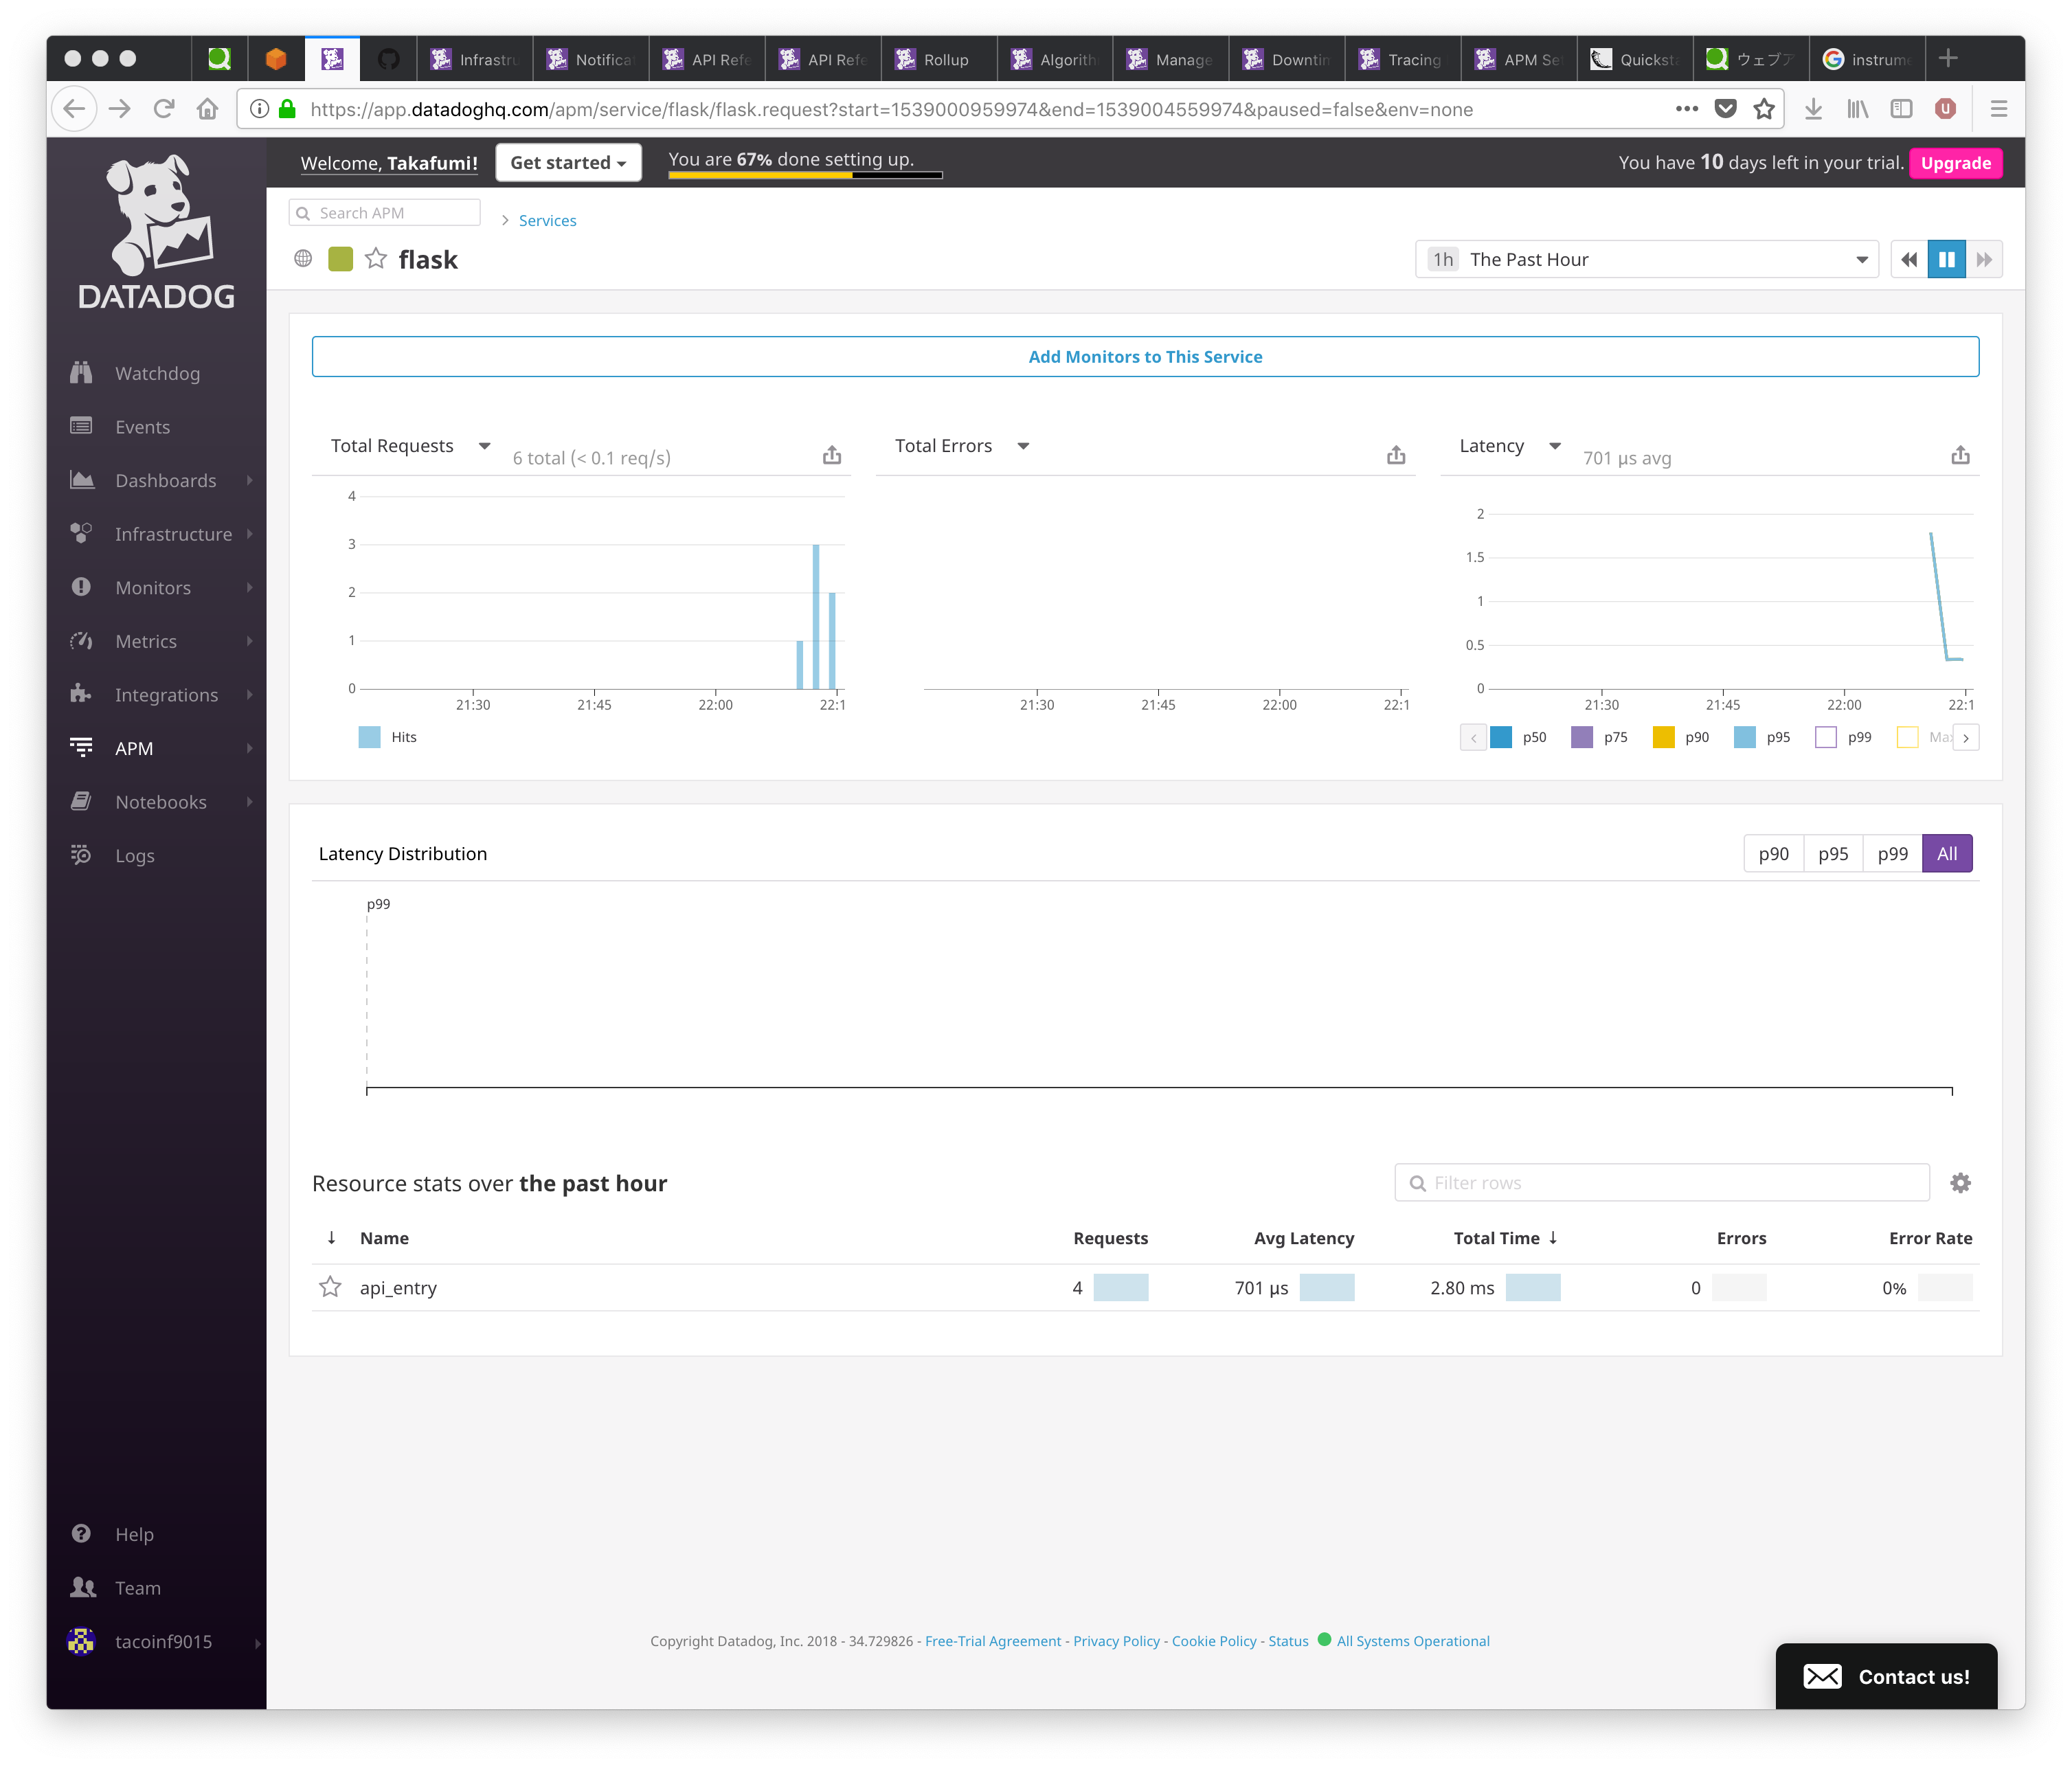 Infrastru
Notifica
API Refe
API Refe
Rollup
Algorith
Manage
Downtin
Tracing
APM Se
Quicksta
ウェブア
instrume
https://app.datadoghq.com/apm/service/flask/flask.request?start=1539000959974&end=1539004559974&paused=false&env=none
DATADOG
Welcome, Takafumi!
Get started
You are 67% done setting up.
You have 10 days left in your trial.
Upgrade
Search APM
Services
flask
1h The Past Hour
Watchdog
Events
Dashboards
Infrastructure
Monitors
Metrics
Integrations
APM
Notebooks
Logs
Help
Team
tacoinf9015
Add Monitors to This Service
Total Requests
6 total (< 0.1 req/s)
4
3
2
1
0
21:30 21:45 22:00 22:1
Hits
Total Errors
21:30 21:45 22:00 22:1
Latency
701 µs avg
2
1.5
1
0.5
0
21:30 21:45 22:00 22:1
p50 p75 p90 p95 p99 Ma
Latency Distribution
p90 p95 p99 All
p99
Resource stats over the past hour
Filter rows
Name Requests Avg Latency Total Time Errors Error Rate
api_entry 4 701 µs 2.80 ms 0 0%
Copyright Datadog, Inc. 2018 - 34.729826 - Free-Trial Agreement - Privacy Policy - Cookie Policy - Status All Systems Operational
Contact us!